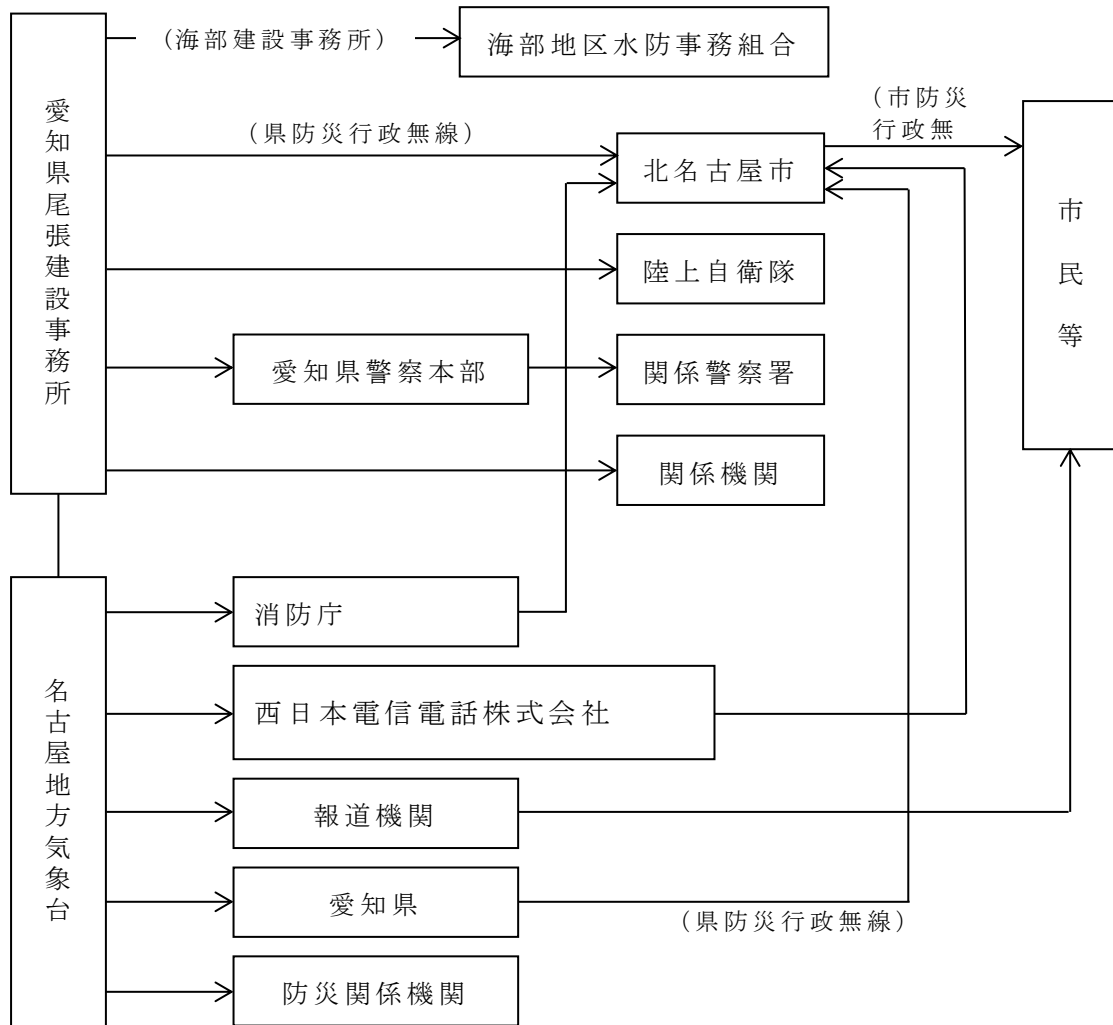 (海部建設事務所)
海部地区水防事務組合
愛知県尾張建設事務所
(市防災
行政無
(県防災行政無線)
北名古屋市
市民等
陸上自衛隊
愛知県警察本部
関係警察署
関係機関
名古屋地方気象台
消防庁
西日本電信電話株式会社
報道機関
愛知県
(県防災行政無線)
防災関係機関